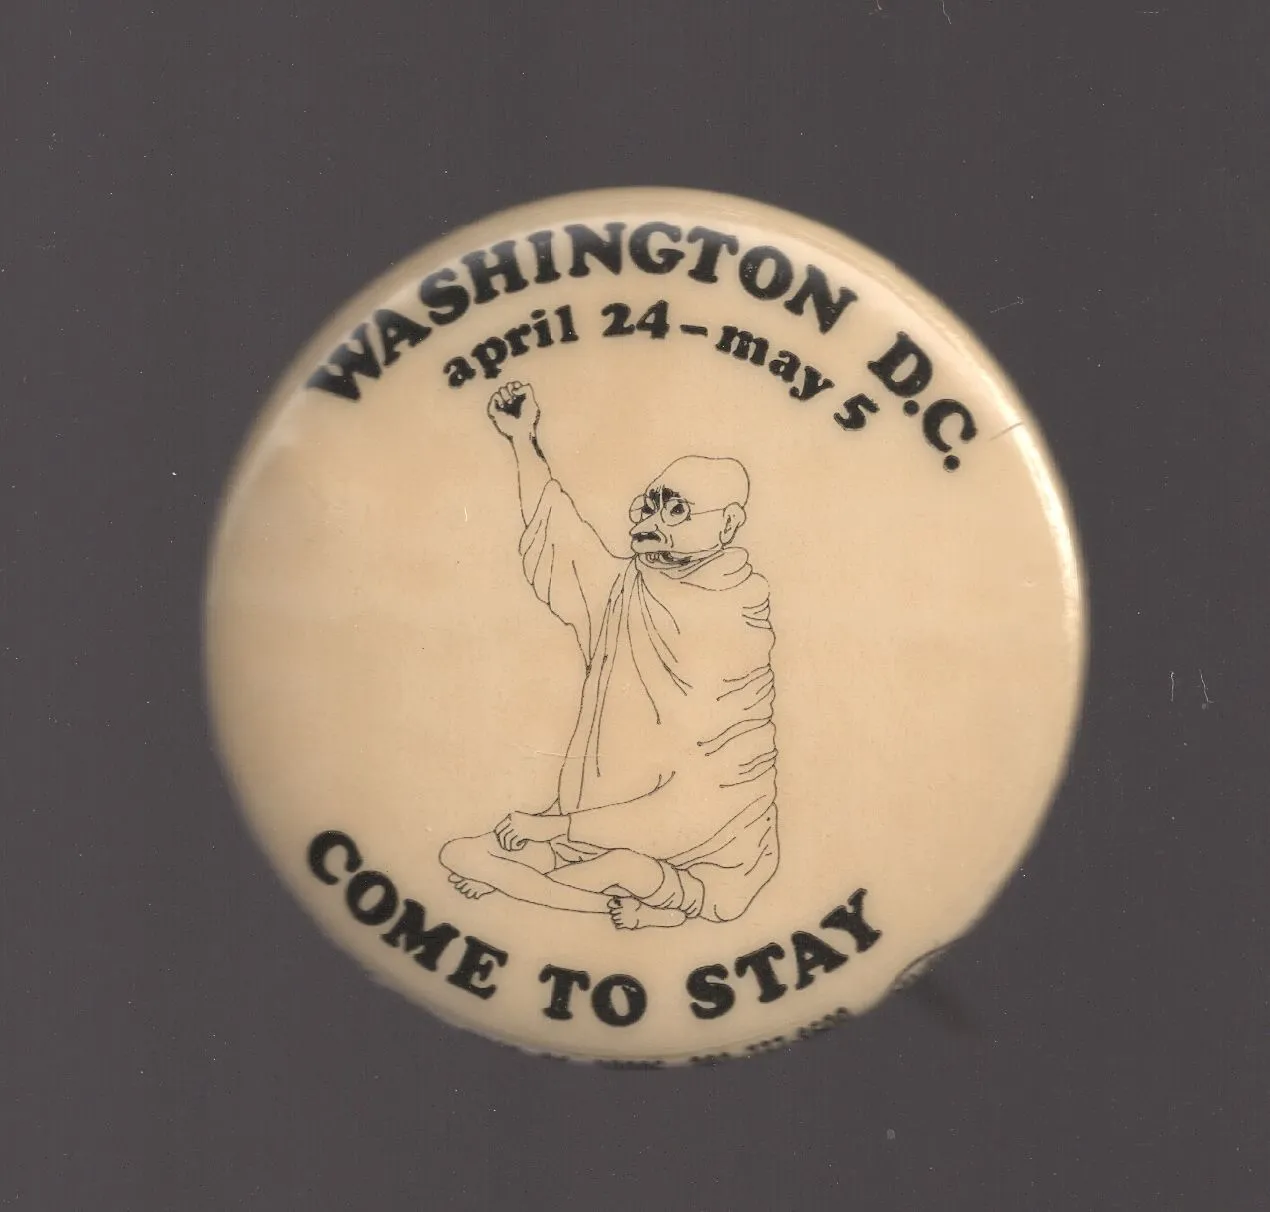 WASHINGTON D.C.
april 24-may 5
COME TO STAY